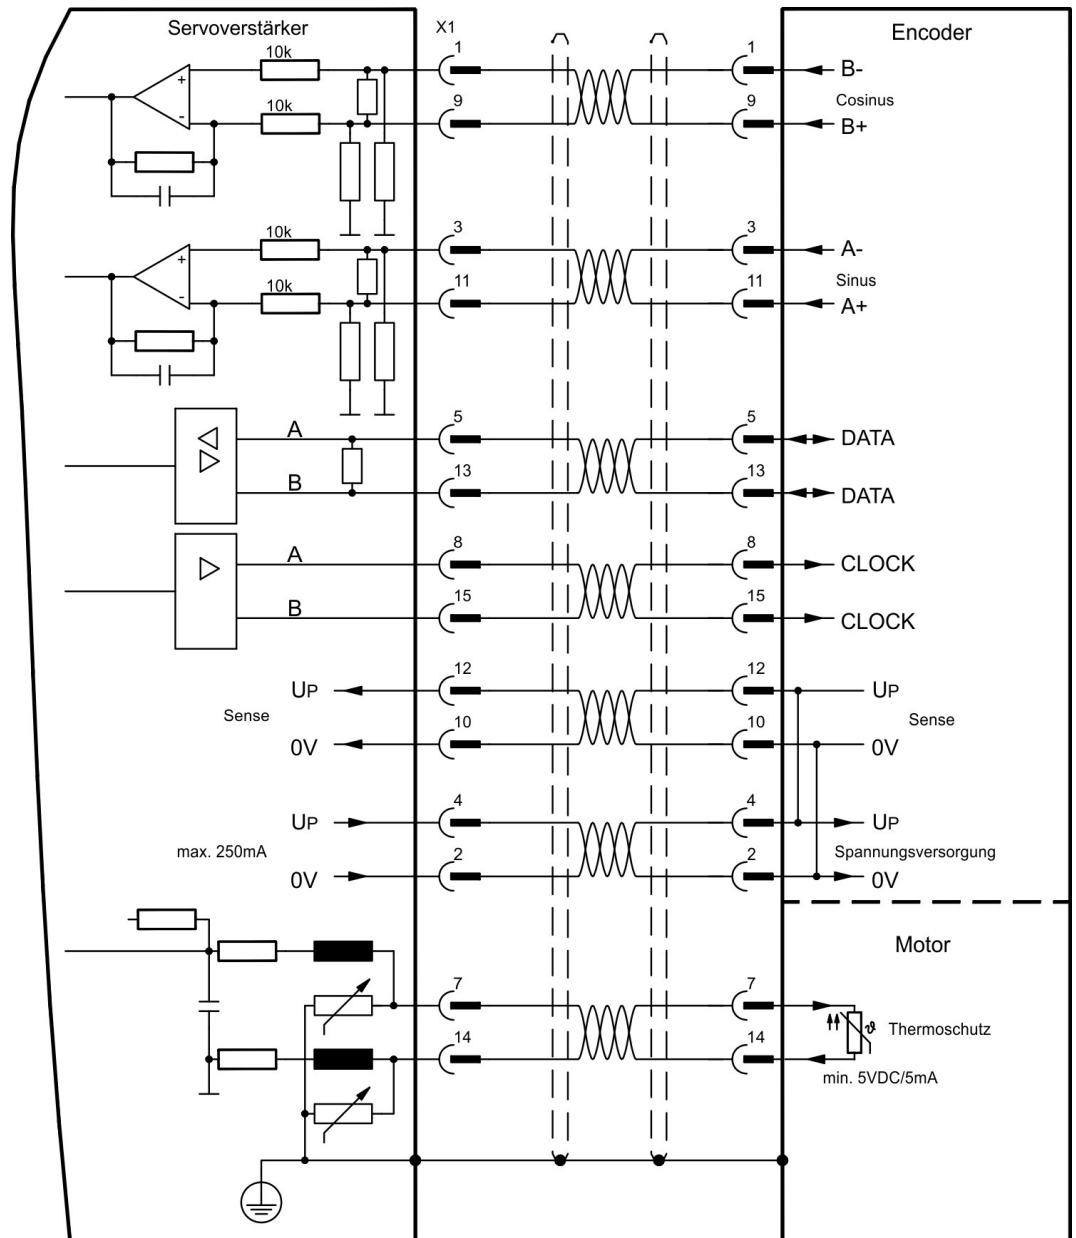 Servoverstärker
X1
Encoder
10k
1
1
B-
Cosinus
10k
9
9
B+
+
-
10k
3
3
A-
Sinus
10k
11
11
A+
+
-
A
5
5
DATA
B
13
13
DATA
A
8
8
CLOCK
B
15
15
CLOCK
UP
12
12
UP
Sense
Sense
0V
10
10
0V
UP
4
4
UP
max. 250mA
Spannungsversorgung
0V
2
2
0V
Motor
7
7
ϑ
Thermoschutz
14
14
min. 5VDC/5mA